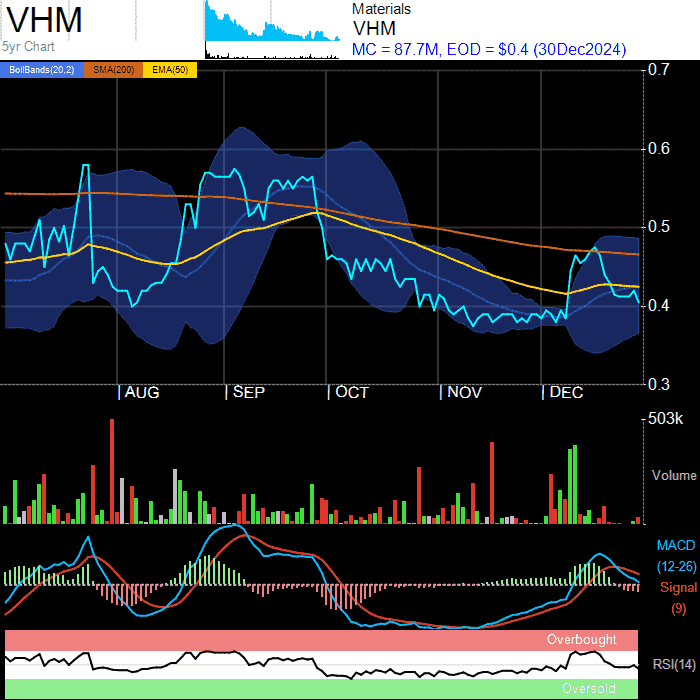 VHM
5yr Chart
Materials
VHM
MC = 87.7M, EOD = $0.4 (30Dec2024)
BollBands(20,2) SMA(200) EMA(50)
0.7
0.6
0.5
0.4
0.3
AUG SEP OCT NOV DEC
503k
Volume
MACD
(12-26)
Signal
(9)
Overbought
RSI(14)
Oversold